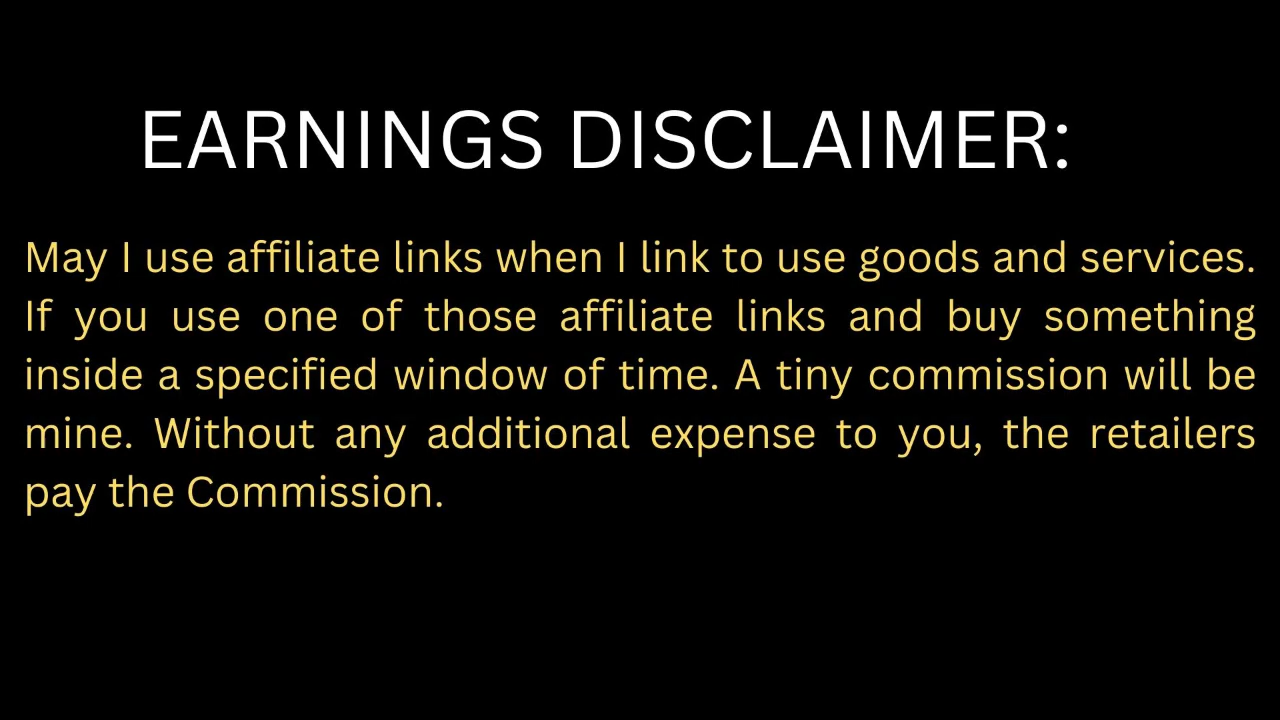 EARNINGS DISCLAIMER:
May I use affiliate links when I link to use goods and services.
If you use one of those affiliate links and buy something
inside a specified window of time. A tiny commission will be
mine. Without any additional expense to you, the retailers
pay the Commission.